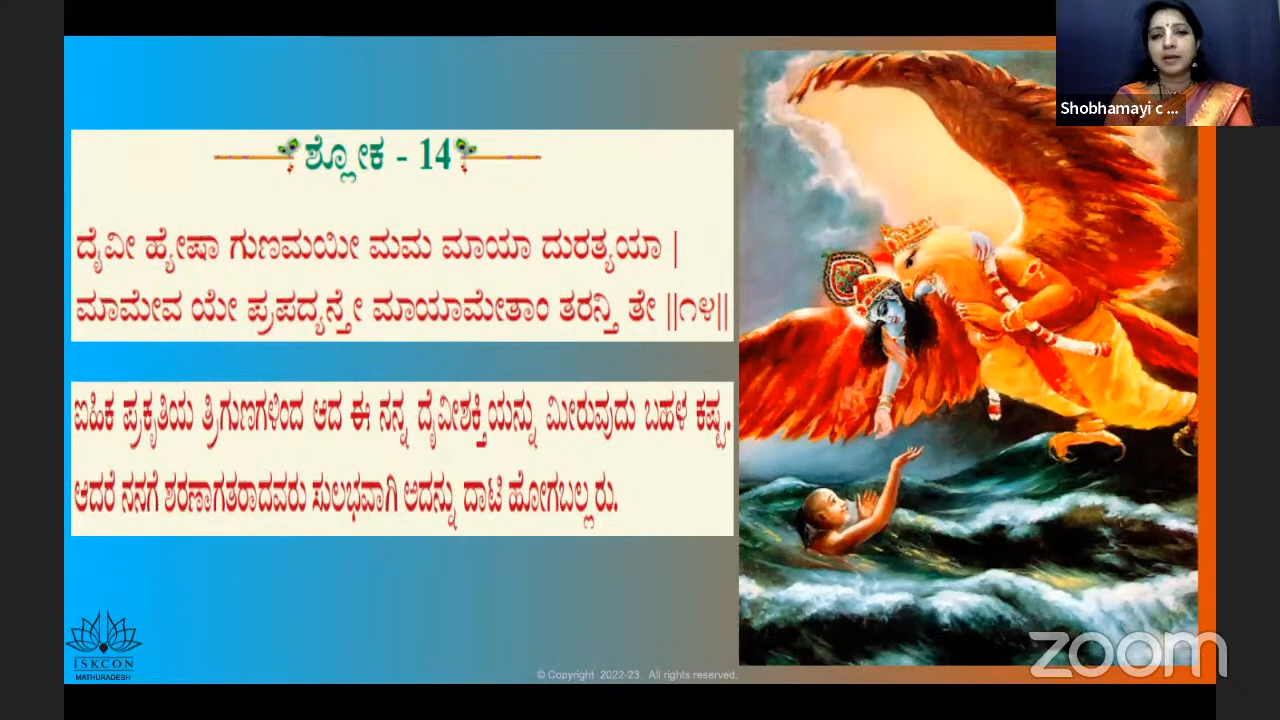 Shobhamayi c ...
ಶ್ಲೋಕ - 14
ದೈವೀ ಹ್ಯೇಷಾ ಗುಣಮಯೀ ಮಮ ಮಾಯಾ ದುರತ್ಯಯಾ |
ಮಾಮೇವ ಯೇ ಪ್ರಪದ್ಯನ್ತೇ ಮಾಯಾಮೇತಾಂ ತರನ್ತಿ ತೇ ||೧೪||
ಐಹಿಕ ಪ್ರಕೃತಿಯ ತ್ರಿಗುಣಗಳಿಂದ ಆದ ಈ ನನ್ನ ದೈವೀಶಕ್ತಿಯನ್ನು ಮೀರುವುದು ಬಹಳ ಕಷ್ಟ.
ಆದರೆ ನನಗೆ ಶರಣಾಗತರಾದವರು ಸುಲಭವಾಗಿ ಅದನ್ನು ದಾಟಿ ಹೋಗಬಲ್ಲರು.
ISKCON
MATHURADESH
© Copyright 2022-23. All rights reserved.
zoom